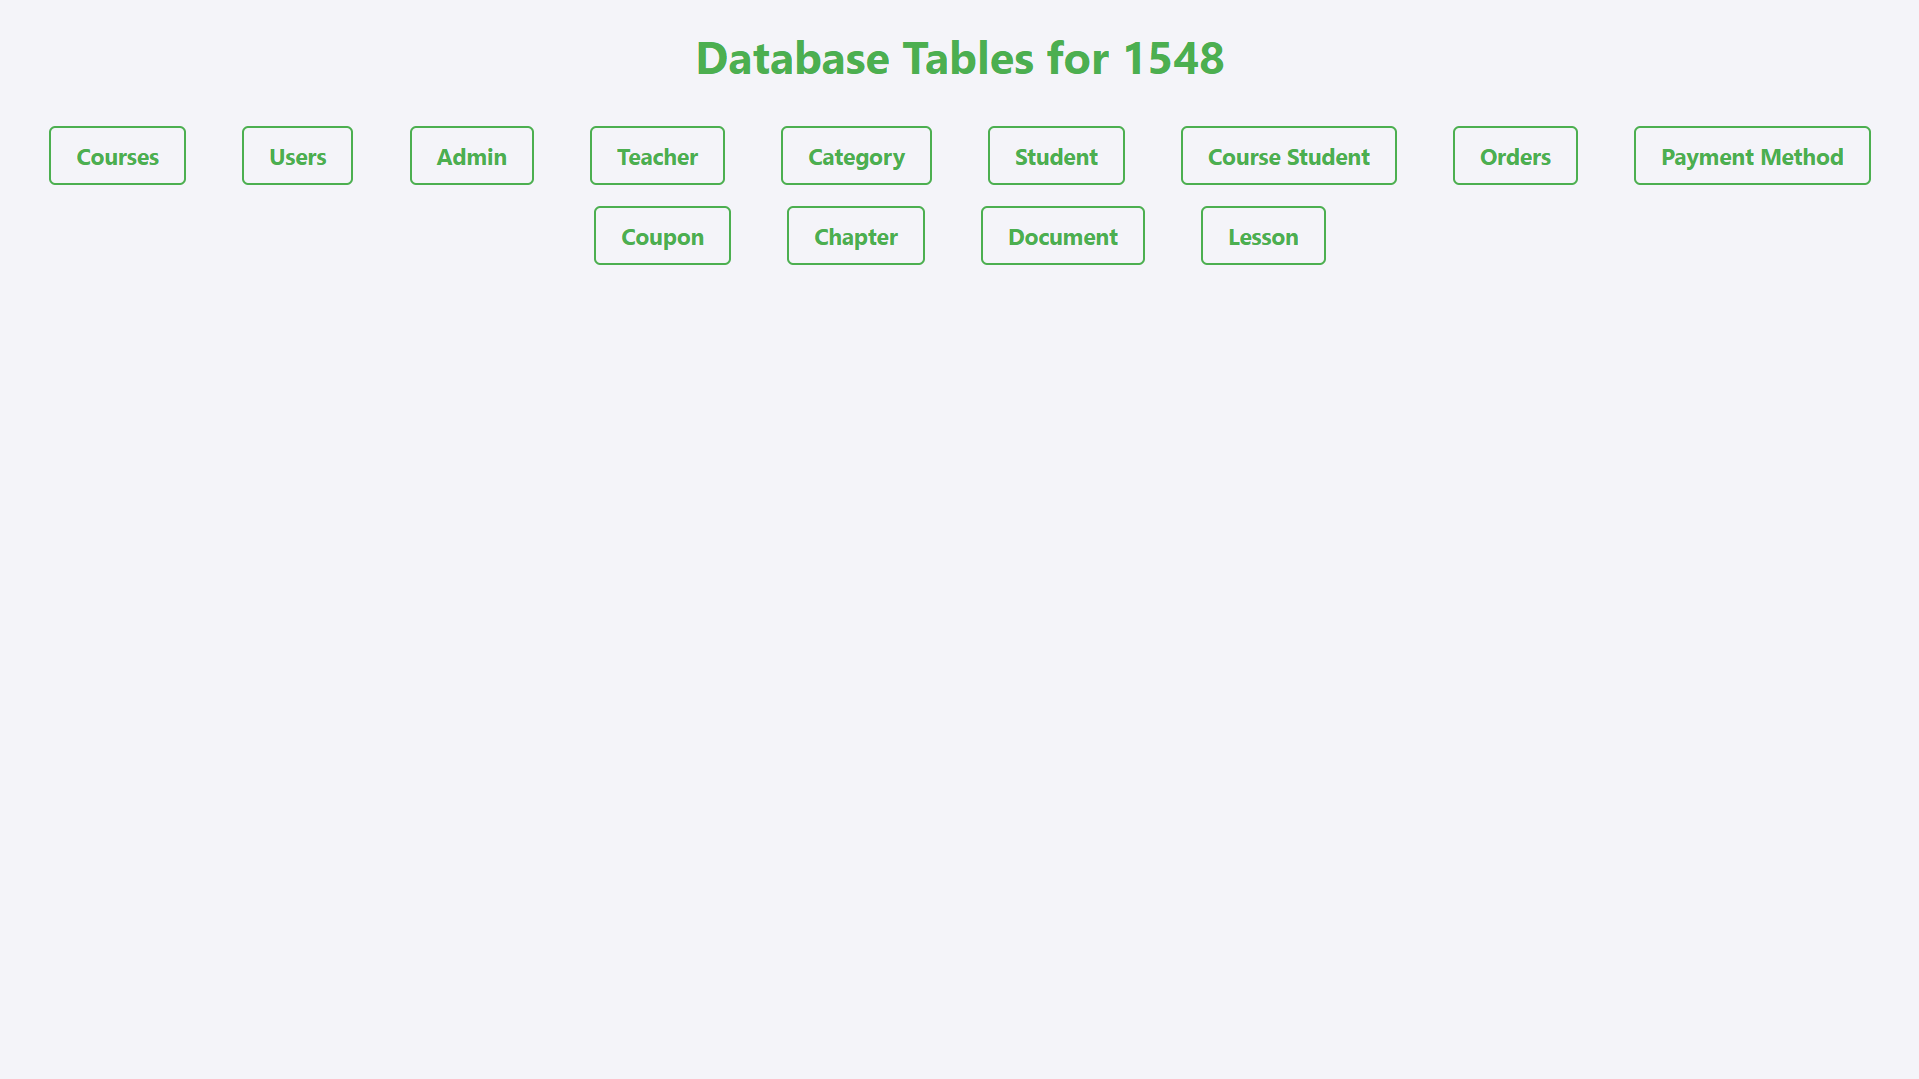 Database Tables for 1548
Courses Users Admin Teacher Category Student Course Student Orders Payment Method
Coupon Chapter Document Lesson